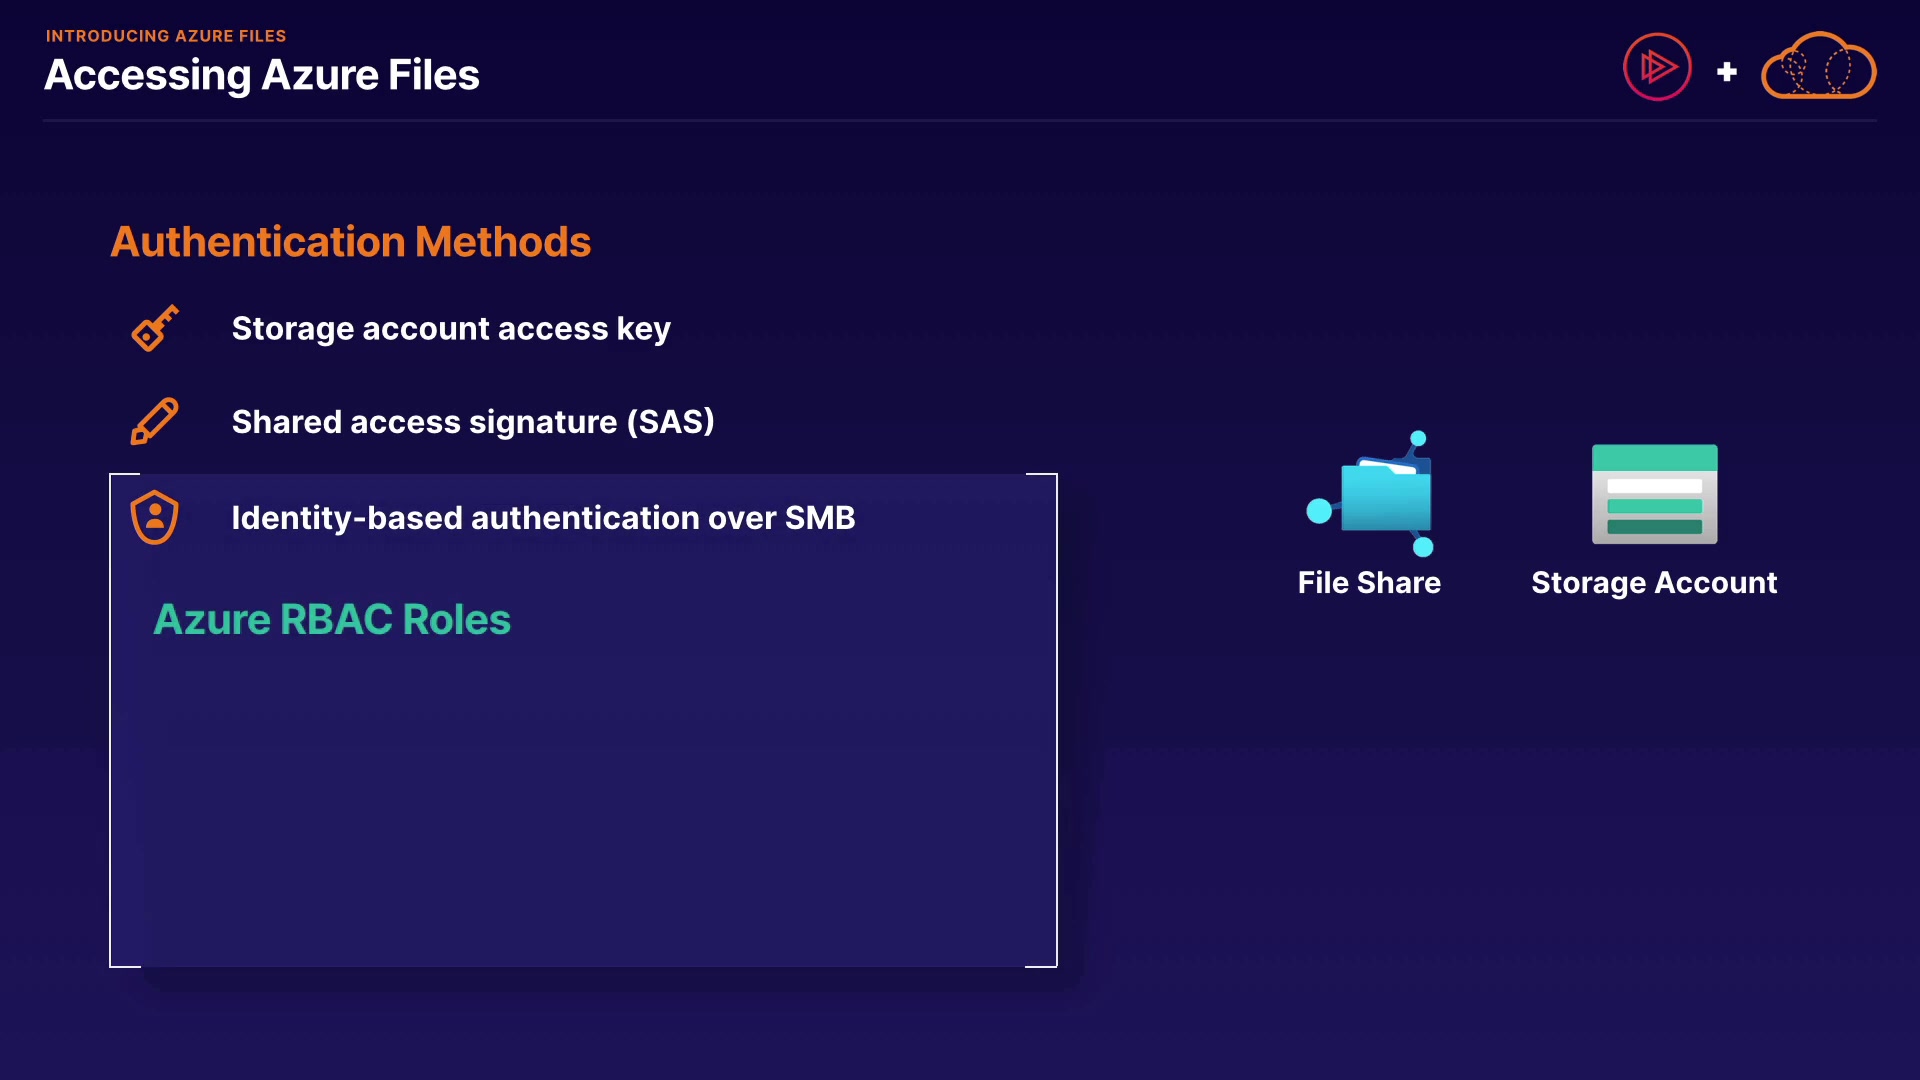 INTRODUCING AZURE FILES
Accessing Azure Files
Authentication Methods
Storage account access key
Shared access signature (SAS)
Identity-based authentication over SMB
Azure RBAC Roles
File Share
Storage Account